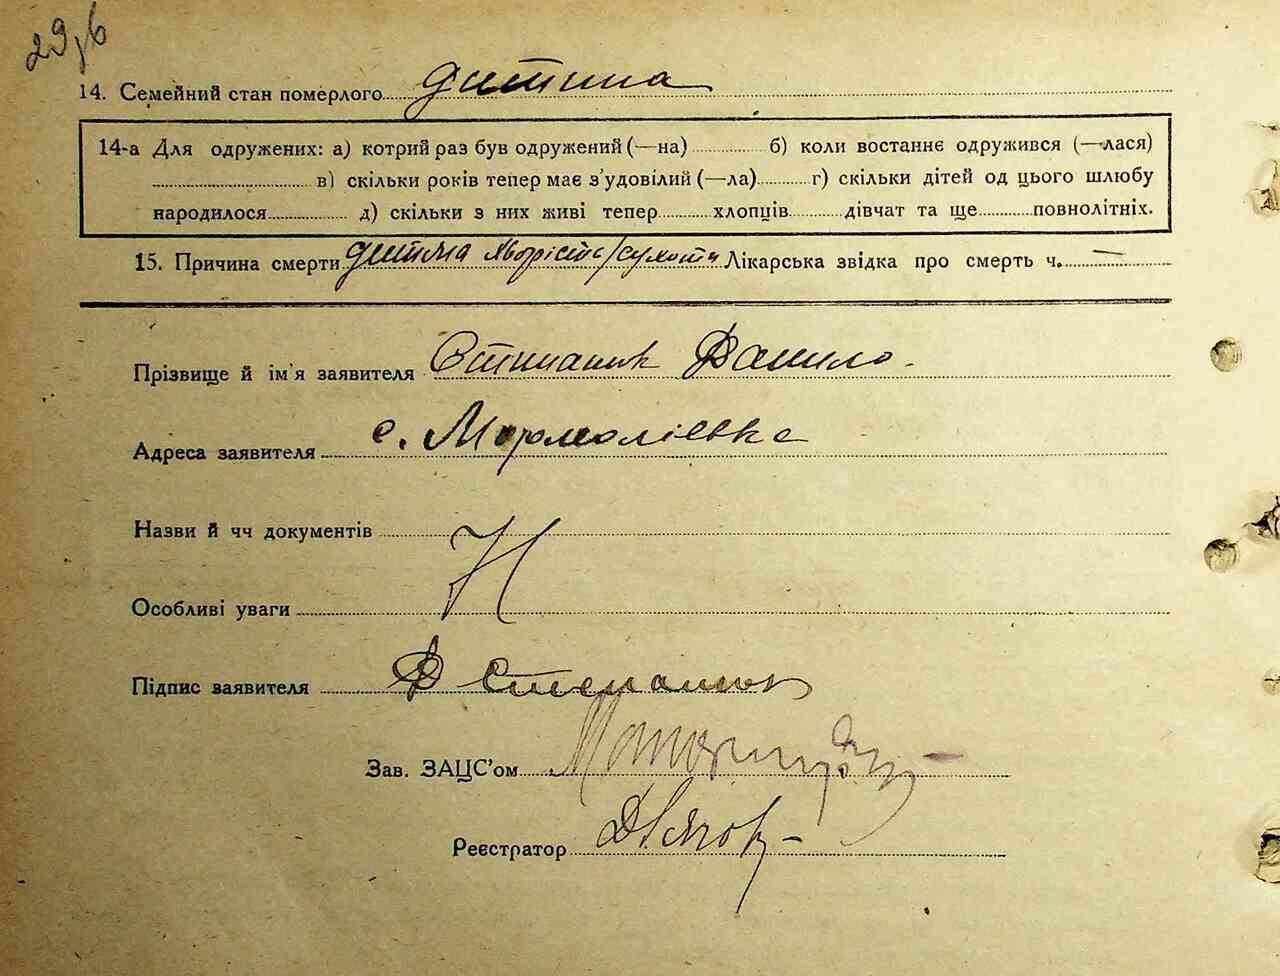 29
14. Семейний стан померлого дитина
14-а Для одружених: а) котрий раз був одружений (—на) б) коли востаннє одружився (—лася)
в) скільки років тепер має з'удовілий (—ла) г) скільки дітей од цього шлюбу
народилося д) скільки з них живі тепер хлопців дівчат та ще повнолітніх.
15. Причина смерти дитяча Лікарська звідка про смерть ч. —
Прізвище й ім'я заявителя Данило
Адреса заявителя с.
Назви й чч документів
Особливі уваги
Підпис заявителя Д Степанюк
Зав. ЗАЦС'ом
Реєстратор